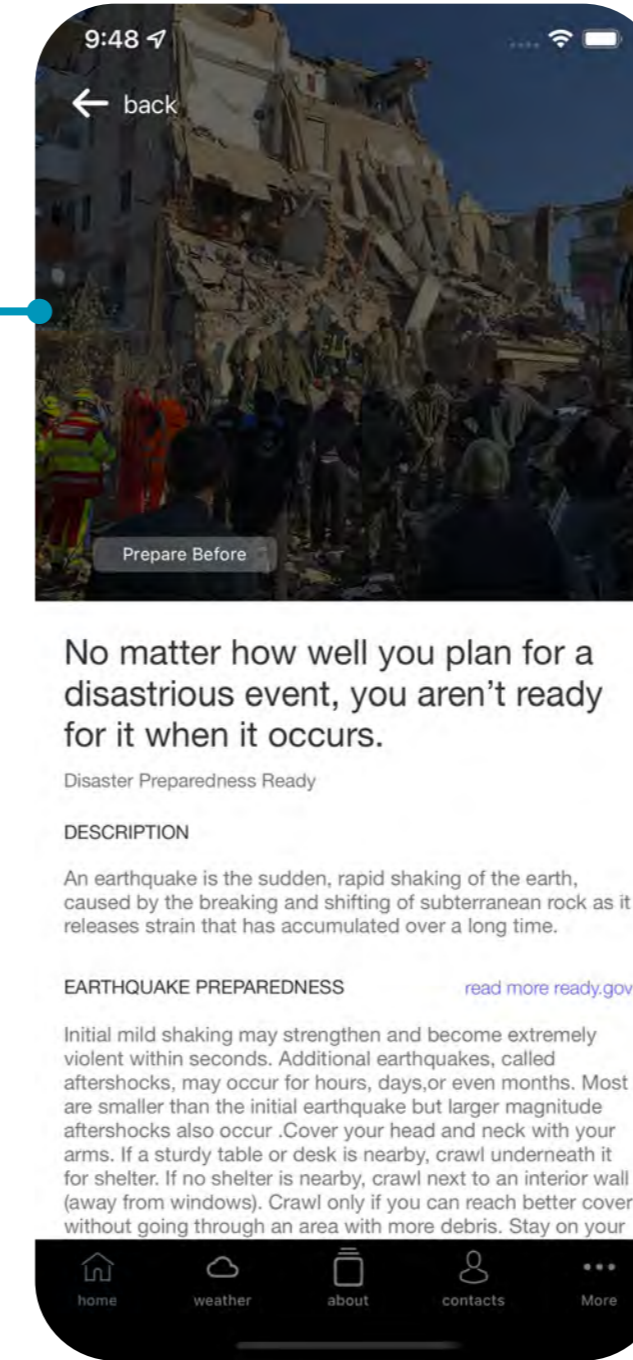 9:48
back
Prepare Before
No matter how well you plan for a
disastrious event, you aren't ready
for it when it occurs.
Disaster Preparedness Ready
DESCRIPTION
An earthquake is the sudden, rapid shaking of the earth,
caused by the breaking and shifting of subterranean rock as it
releases strain that has accumulated over a long time.
EARTHQUAKE PREPAREDNESS read more ready.gov
Initial mild shaking may strengthen and become extremely
violent within seconds. Additional earthquakes, called
aftershocks, may occur for hours, days,or even months. Most
are smaller than the initial earthquake but larger magnitude
aftershocks also occur .Cover your head and neck with your
arms. If a sturdy table or desk is nearby, crawl underneath it
for shelter. If no shelter is nearby, crawl next to an interior wall
(away from windows). Crawl only if you can reach better cover
without going through an area with more debris. Stay on your
home weather about contacts More